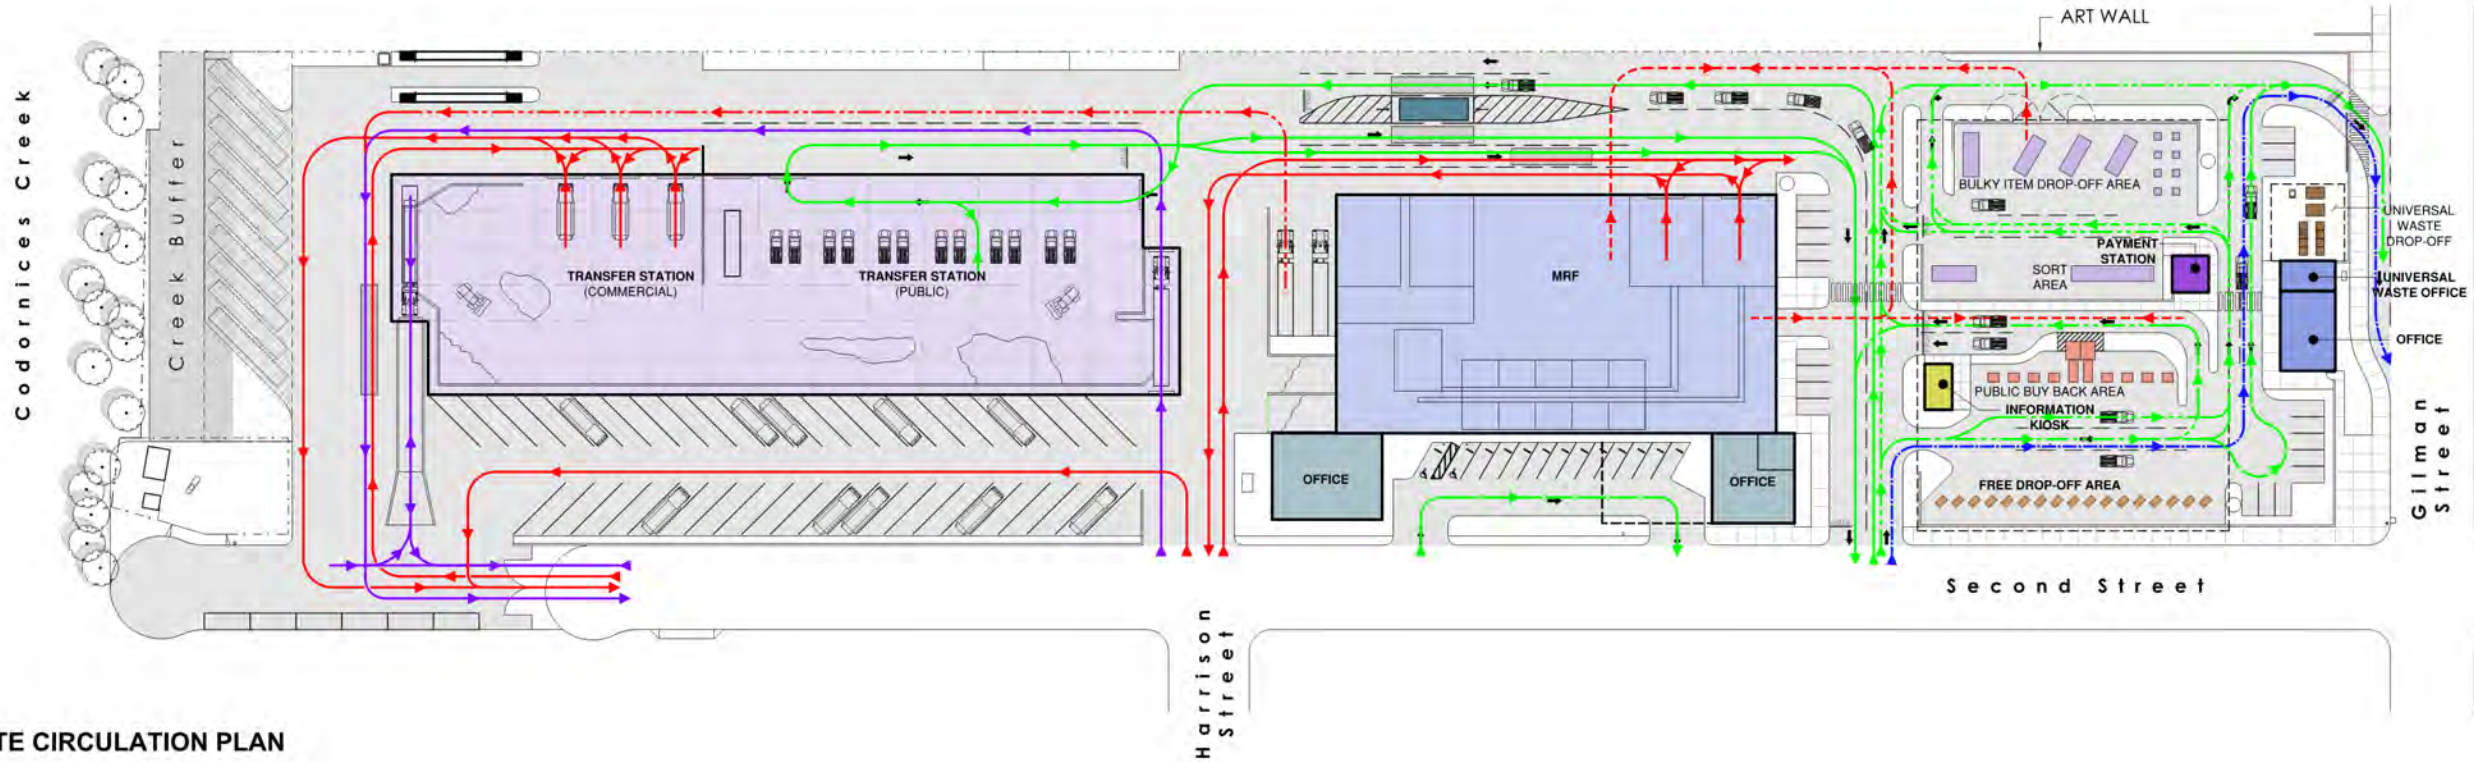 ART WALL
Codornices Creek
Creek Buffer
BULKY ITEM DROP-OFF AREA
UNIVERSAL
WASTE
DROP-OFF
PAYMENT
STATION
TRANSFER STATION
(COMMERCIAL)
TRANSFER STATION
(PUBLIC)
MRF
SORT
AREA
UNIVERSAL
WASTE OFFICE
OFFICE
PUBLIC BUY BACK AREA
INFORMATION
KIOSK
OFFICE
OFFICE
FREE DROP-OFF AREA
Gilman
Street
Second Street
Harrison
Street
TE CIRCULATION PLAN